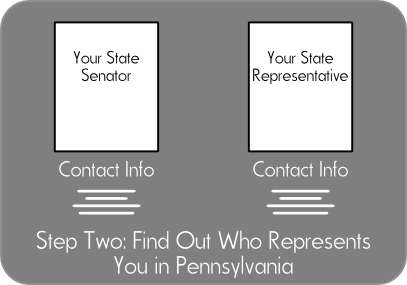 Your State
Senator
Your State
Representative
Contact Info
Contact Info
Step Two: Find Out Who Represents
You in Pennsylvania